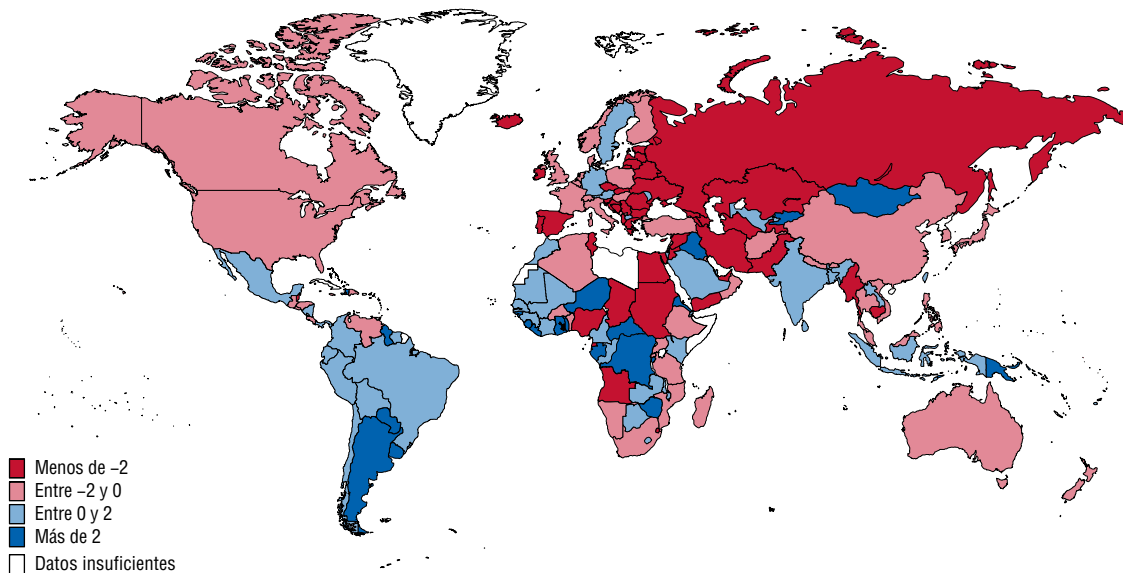 Menos de –2
Entre –2 y 0
Entre 0 y 2
Más de 2
Datos insuficientes